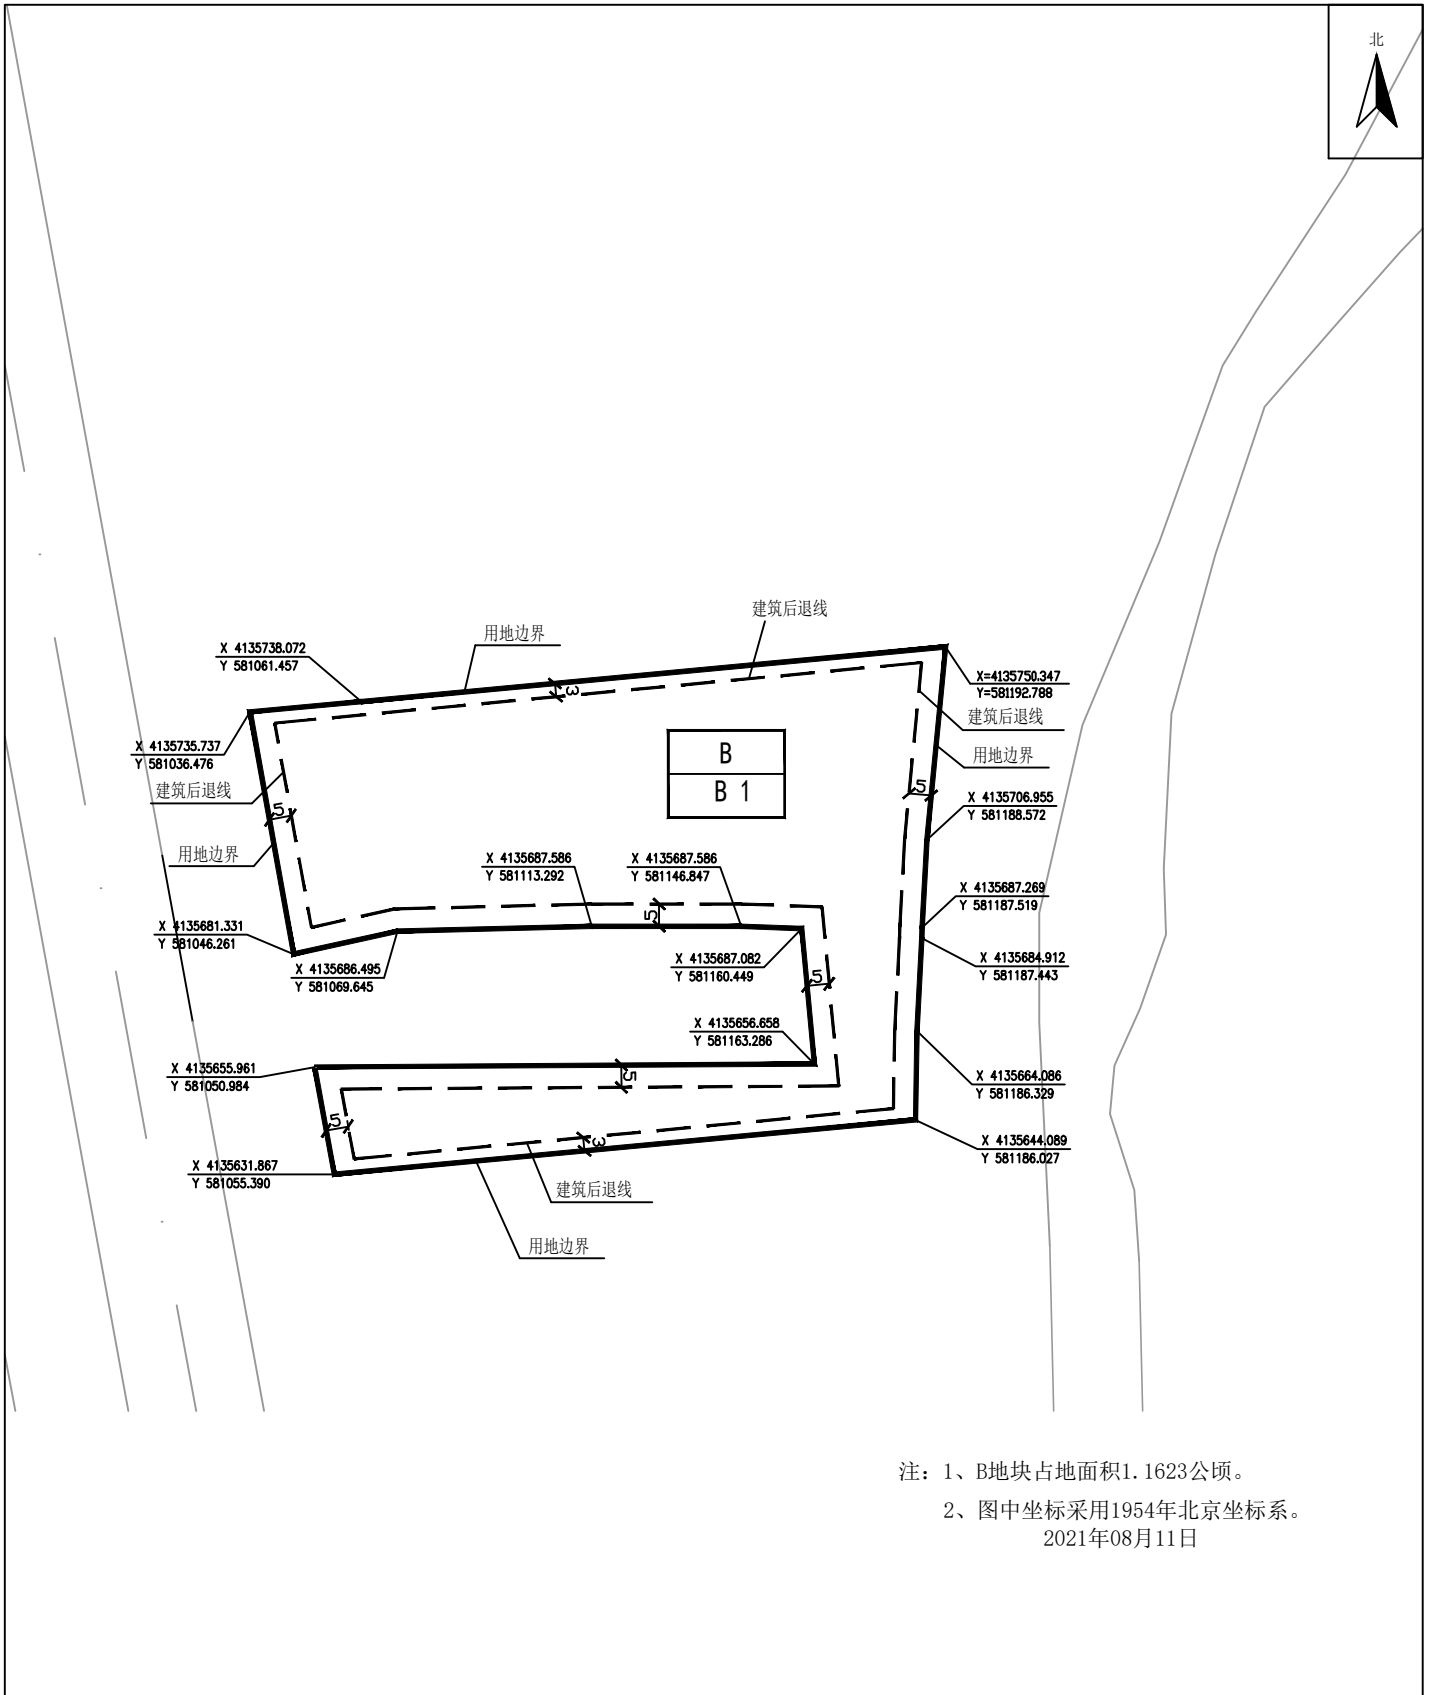 北
建筑后退线
用地边界
X 4135738.072
Y 581061.457
3
X=4135750.347
Y=581192.788
建筑后退线
用地边界
X 4135735.737
Y 581036.476
建筑后退线
B
B 1
5
X 4135706.955
Y 581188.572
5
用地边界
X 4135687.586
Y 581113.292
X 4135687.586
Y 581146.847
X 4135687.269
Y 581187.519
5
X 4135681.331
Y 581046.261
X 4135686.495
Y 581069.645
X 4135687.082
Y 581160.449
5
X 4135684.912
Y 581187.443
X 4135656.658
Y 581163.286
X 4135655.961
Y 581050.984
5
X 4135664.086
Y 581186.329
5
3
X 4135644.089
Y 581186.027
X 4135631.867
Y 581055.390
建筑后退线
用地边界
注：1、B地块占地面积1.1623公顷。
2、图中坐标采用1954年北京坐标系。
2021年08月11日